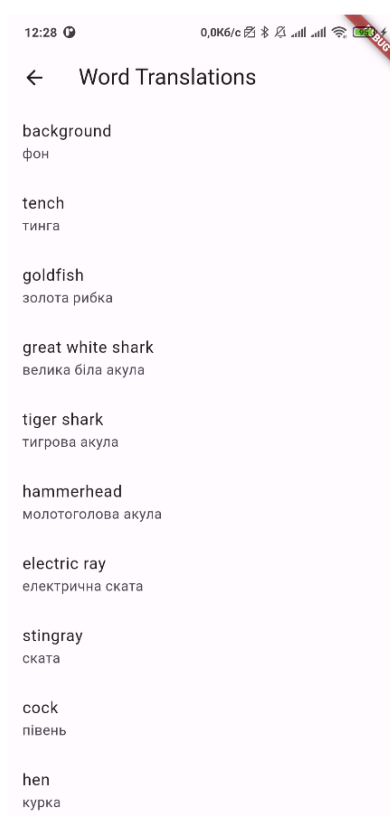 12:28 0,0Кб/с
Word Translations
background
фон
tench
тинга
goldfish
золота рибка
great white shark
велика біла акула
tiger shark
тигрова акула
hammerhead
молотоголова акула
electric ray
електрична ската
stingray
ската
cock
півень
hen
курка